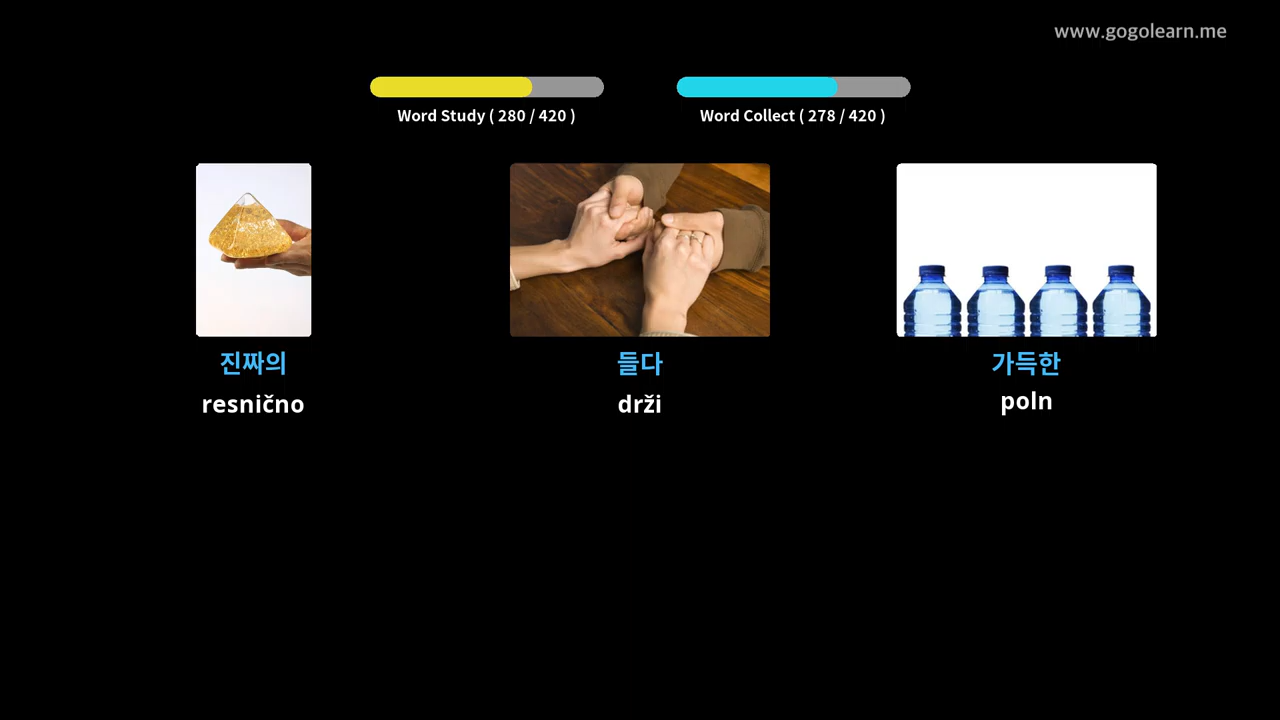 www.gogolearn.me
Word Study ( 280 / 420 )
Word Collect ( 278 / 420 )
진짜의
resnično
들다
drži
가득한
poln